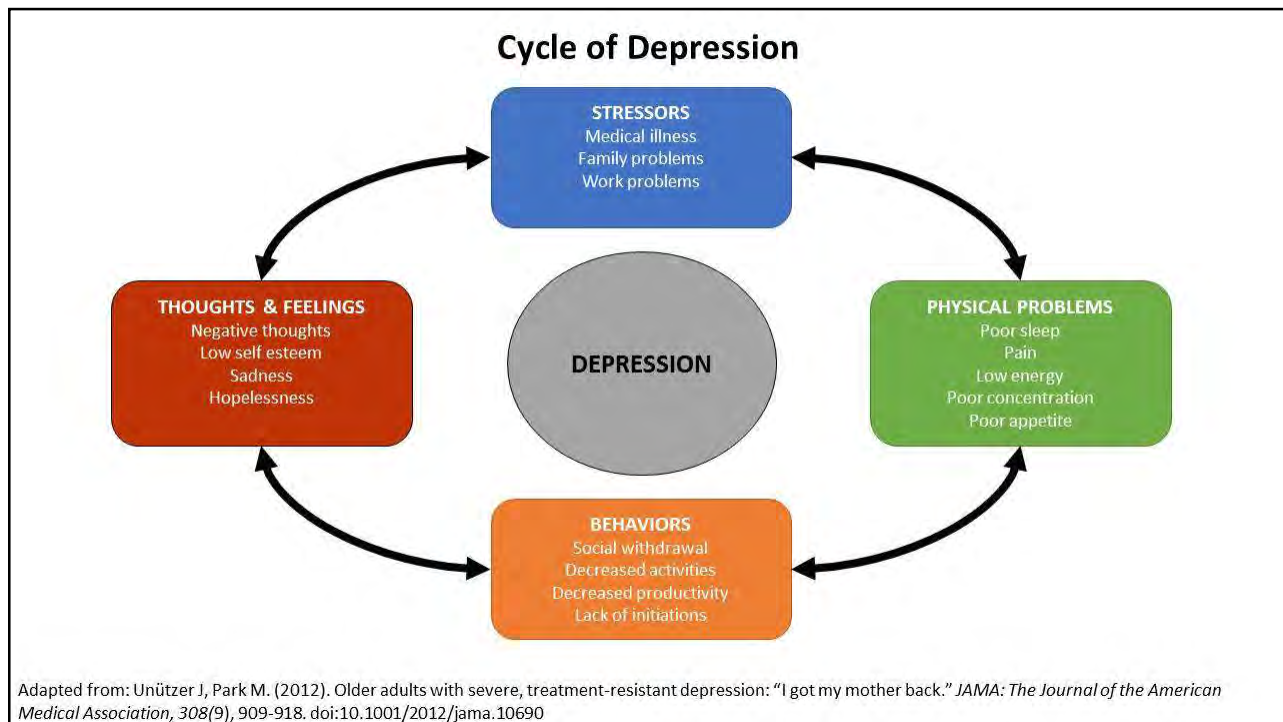 Cycle of Depression
STRESSORS
Medical illness
Family problems
Work problems
THOUGHTS & FEELINGS
Negative thoughts
Low self esteem
Sadness
Hopelessness
DEPRESSION
PHYSICAL PROBLEMS
Poor sleep
Pain
Low energy
Poor concentration
Poor appetite
BEHAVIORS
Social withdrawal
Decreased activities
Decreased productivity
Lack of initiations
Adapted from: Unützer J, Park M. (2012). Older adults with severe, treatment-resistant depression: “I got my mother back.” JAMA: The Journal of the American
Medical Association, 308(9), 909-918. doi:10.1001/2012/jama.10690